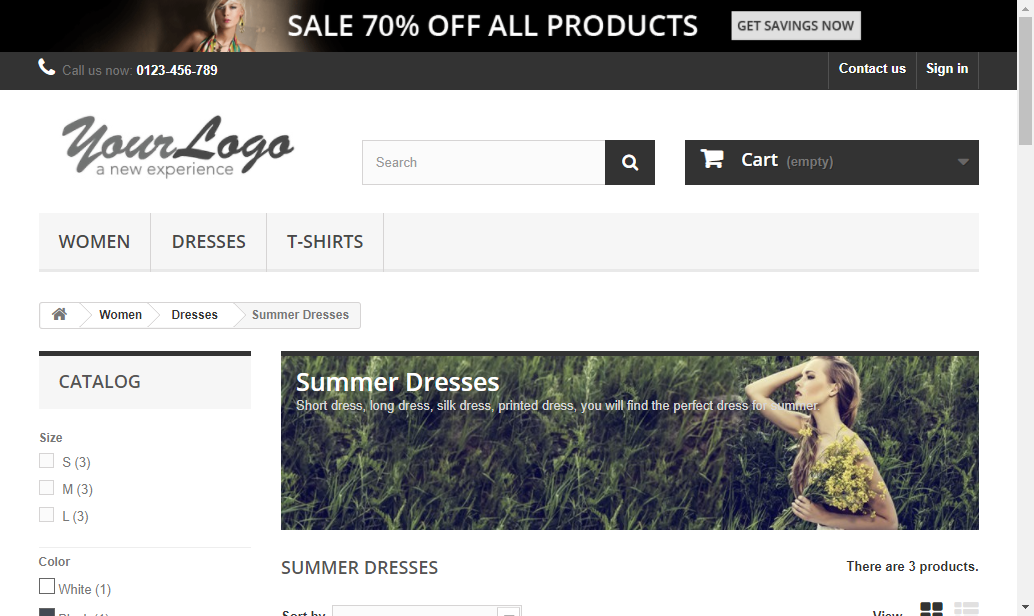 SALE 70% OFF ALL PRODUCTS
GET SAVINGS NOW
Call us now: 0123-456-789
Contact us
Sign in
YourLogo
a new experience
Search
Cart (empty)
WOMEN
DRESSES
T-SHIRTS
Women
Dresses
Summer Dresses
CATALOG
Size
S (3)
M (3)
L (3)
Color
White (1)
Summer Dresses
Short dress, long dress, silk dress, printed dress, you will find the perfect dress for summer.
SUMMER DRESSES
There are 3 products.
Sort by
View